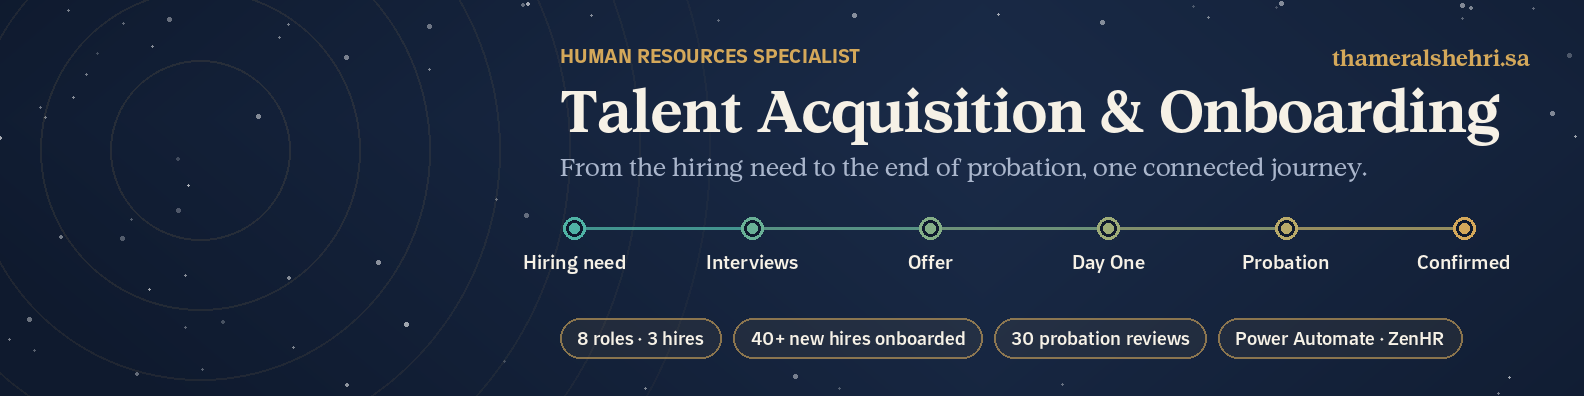 HUMAN RESOURCES SPECIALIST
thameralshehri.sa
Talent Acquisition & Onboarding
From the hiring need to the end of probation, one connected journey.
Hiring need
Interviews
Offer
Day One
Probation
Confirmed
8 roles · 3 hires
40+ new hires onboarded
30 probation reviews
Power Automate · ZenHR